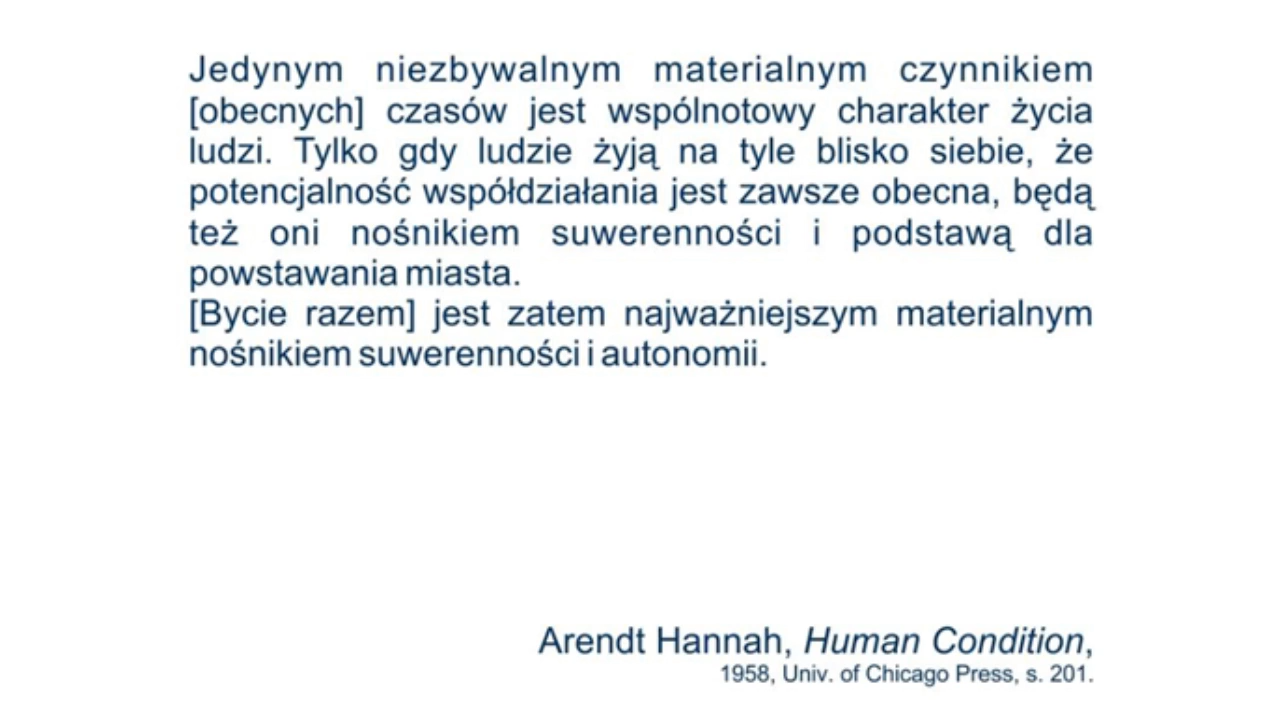 Jedynym niezbywalnym materialnym czynnikiem
[obecnych] czasów jest wspólnotowy charakter życia
ludzi. Tylko gdy ludzie żyją na tyle blisko siebie, że
potencjalność współdziałania jest zawsze obecna, będą
też oni nośnikiem suwerenności i podstawą dla
powstawania miasta.
[Bycie razem] jest zatem najważniejszym materialnym
nośnikiem suwerenności i autonomii.
Arendt Hannah, Human Condition,
1958, Univ. of Chicago Press, s. 201.